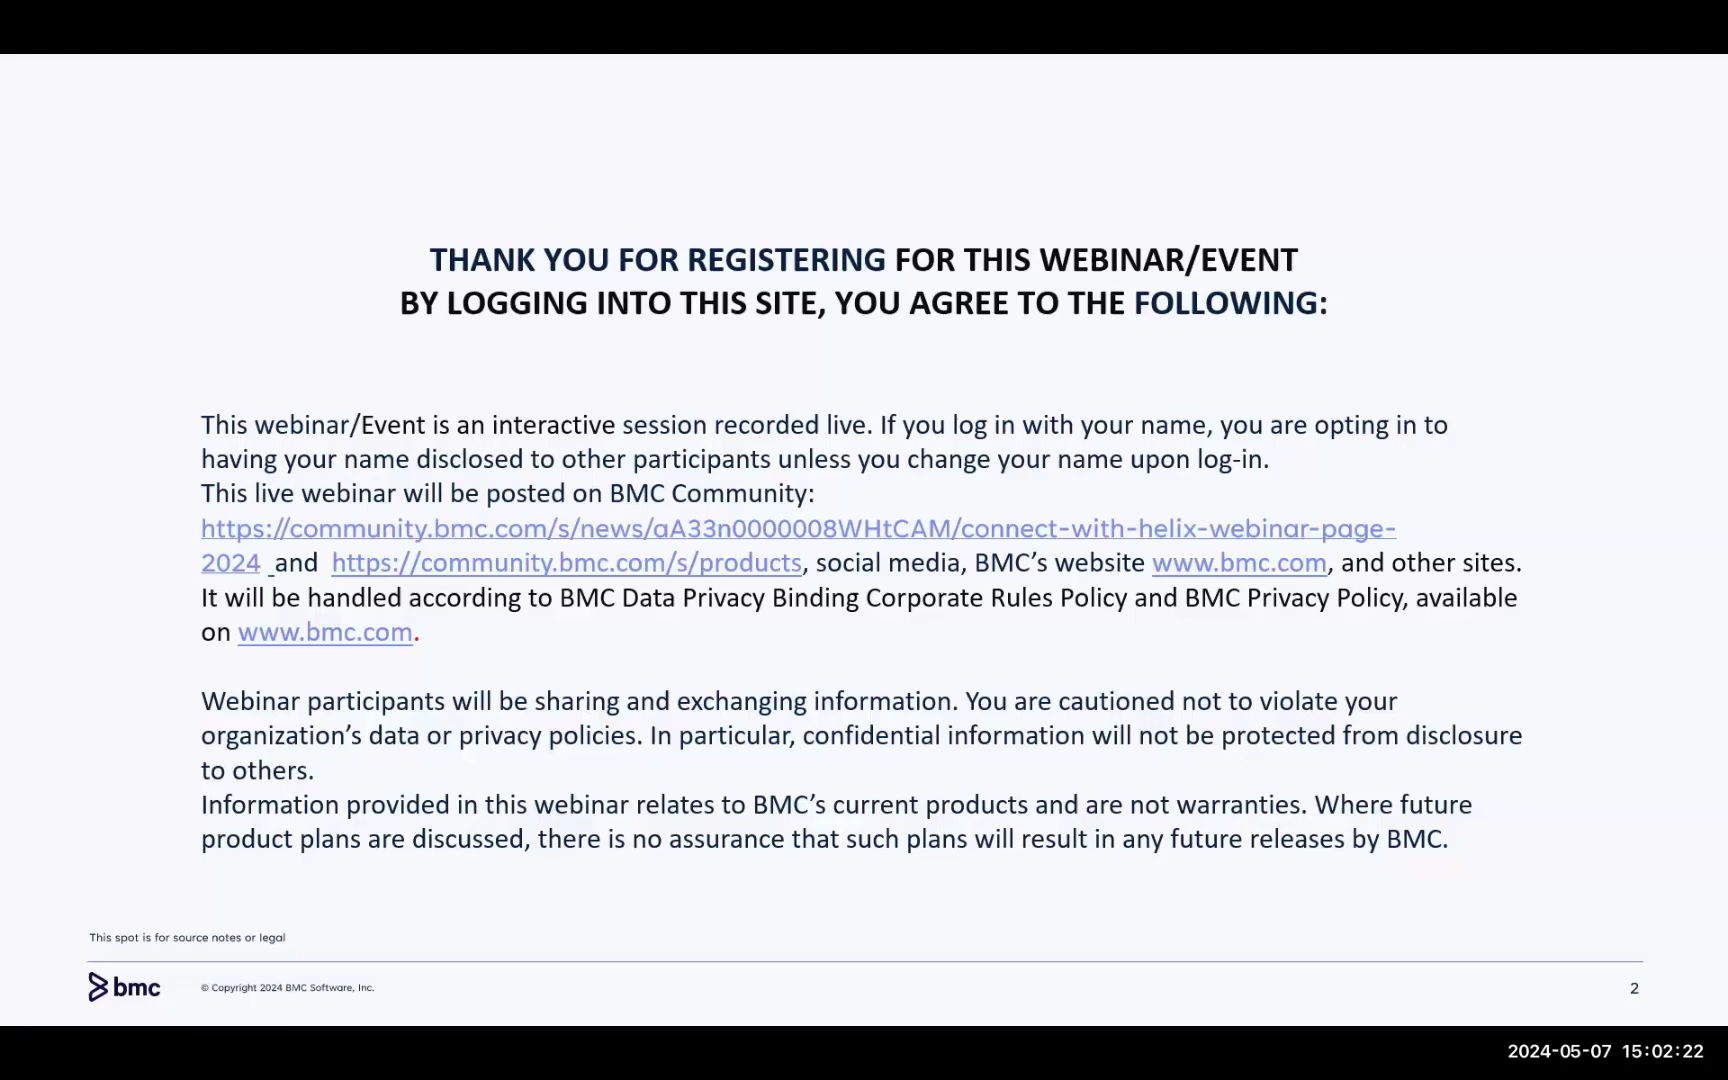 THANK YOU FOR REGISTERING FOR THIS WEBINAR/EVENT
BY LOGGING INTO THIS SITE, YOU AGREE TO THE FOLLOWING:
This webinar/Event is an interactive session recorded live. If you log in with your name, you are opting in to
having your name disclosed to other participants unless you change your name upon log-in.
This live webinar will be posted on BMC Community:
https://community.bmc.com/s/news/aA33n0000008WHtCAM/connect-with-helix-webinar-page-
2024 and https://community.bmc.com/s/products, social media, BMC’s website www.bmc.com, and other sites.
It will be handled according to BMC Data Privacy Binding Corporate Rules Policy and BMC Privacy Policy, available
on www.bmc.com.
Webinar participants will be sharing and exchanging information. You are cautioned not to violate your
organization’s data or privacy policies. In particular, confidential information will not be protected from disclosure
to others.
Information provided in this webinar relates to BMC’s current products and are not warranties. Where future
product plans are discussed, there is no assurance that such plans will result in any future releases by BMC.
This spot is for source notes or legal
bmc © Copyright 2024 BMC Software, Inc. 2
2024-05-07 15:02:22